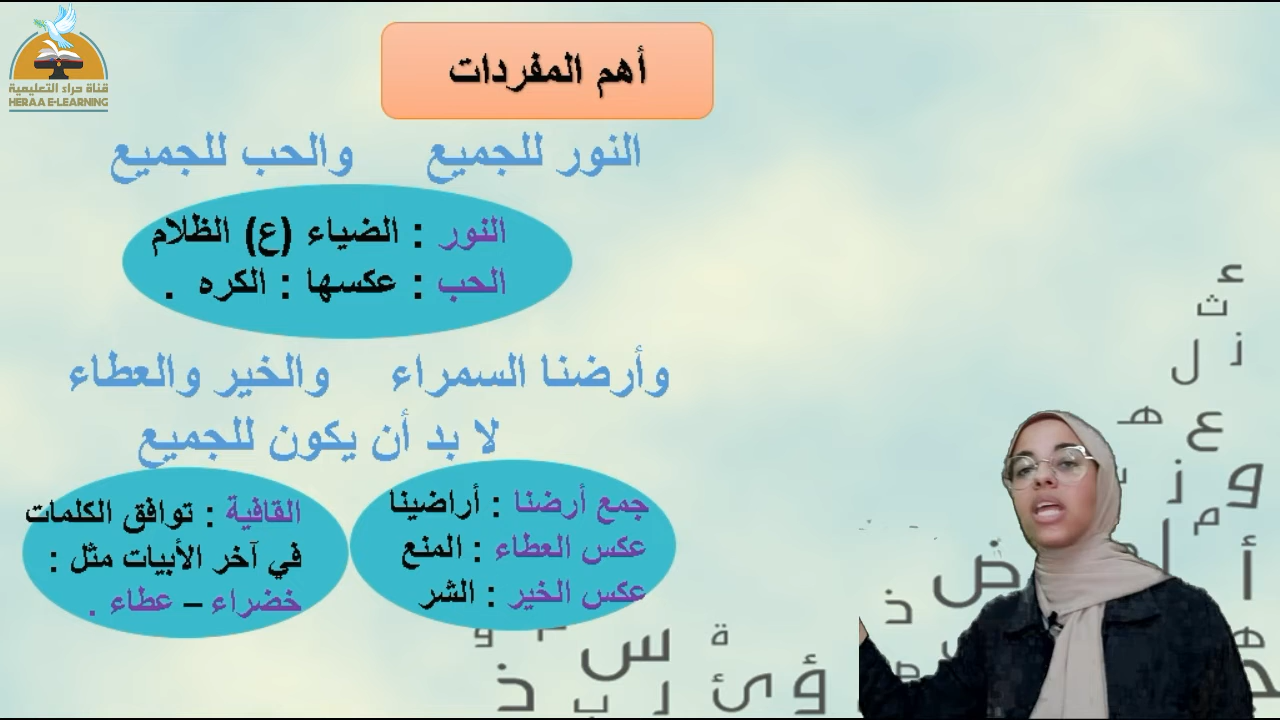 قناة حراء التعليمية
HERAA E-LEARNING
أهم المفردات
النور للجميع والحب للجميع
النور : الضياء (ع) الظلام
الحب : عكسها : الكره .
وأرضنا السمراء والخير والعطاء
لا بد أن يكون للجميع
جمع أرضنا : أراضينا
عكس العطاء : المنع
عكس الخير : الشر
القافية : توافق الكلمات
في آخر الأبيات مثل :
خضراء – عطاء .